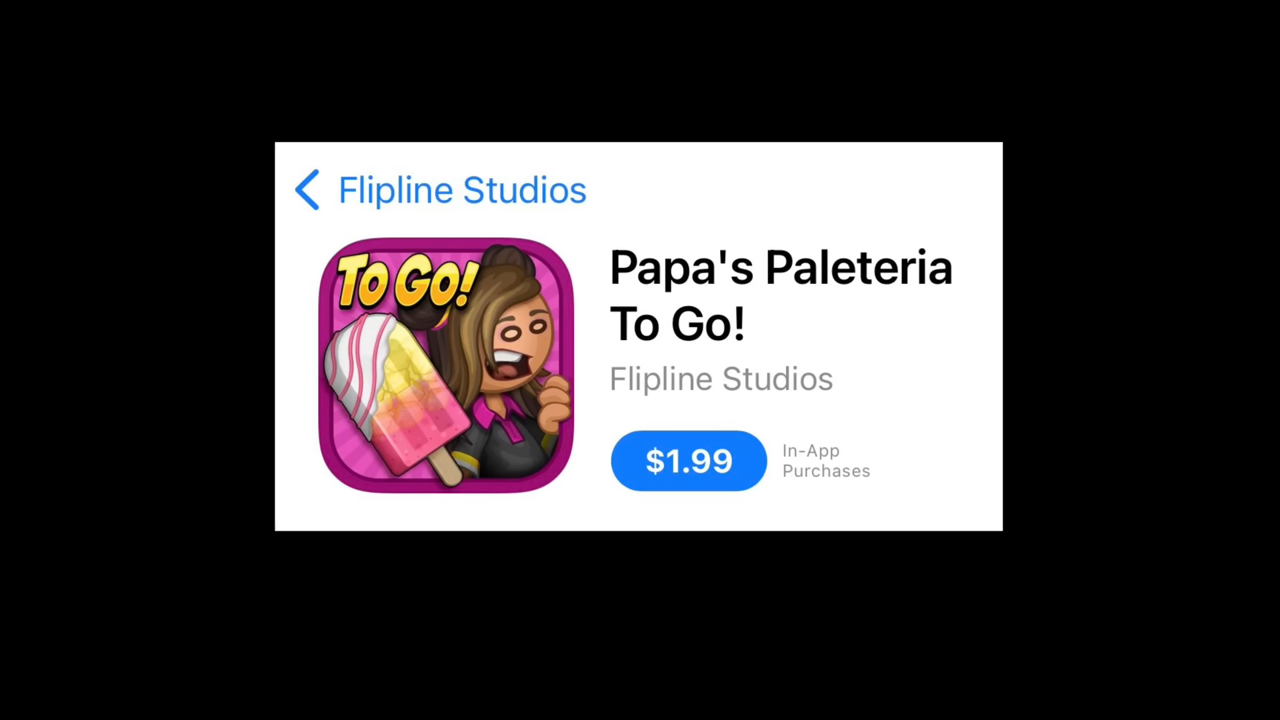 Flipline Studios
TO GO!
Papa's Paleteria
To Go!
Flipline Studios
$1.99
In-App
Purchases